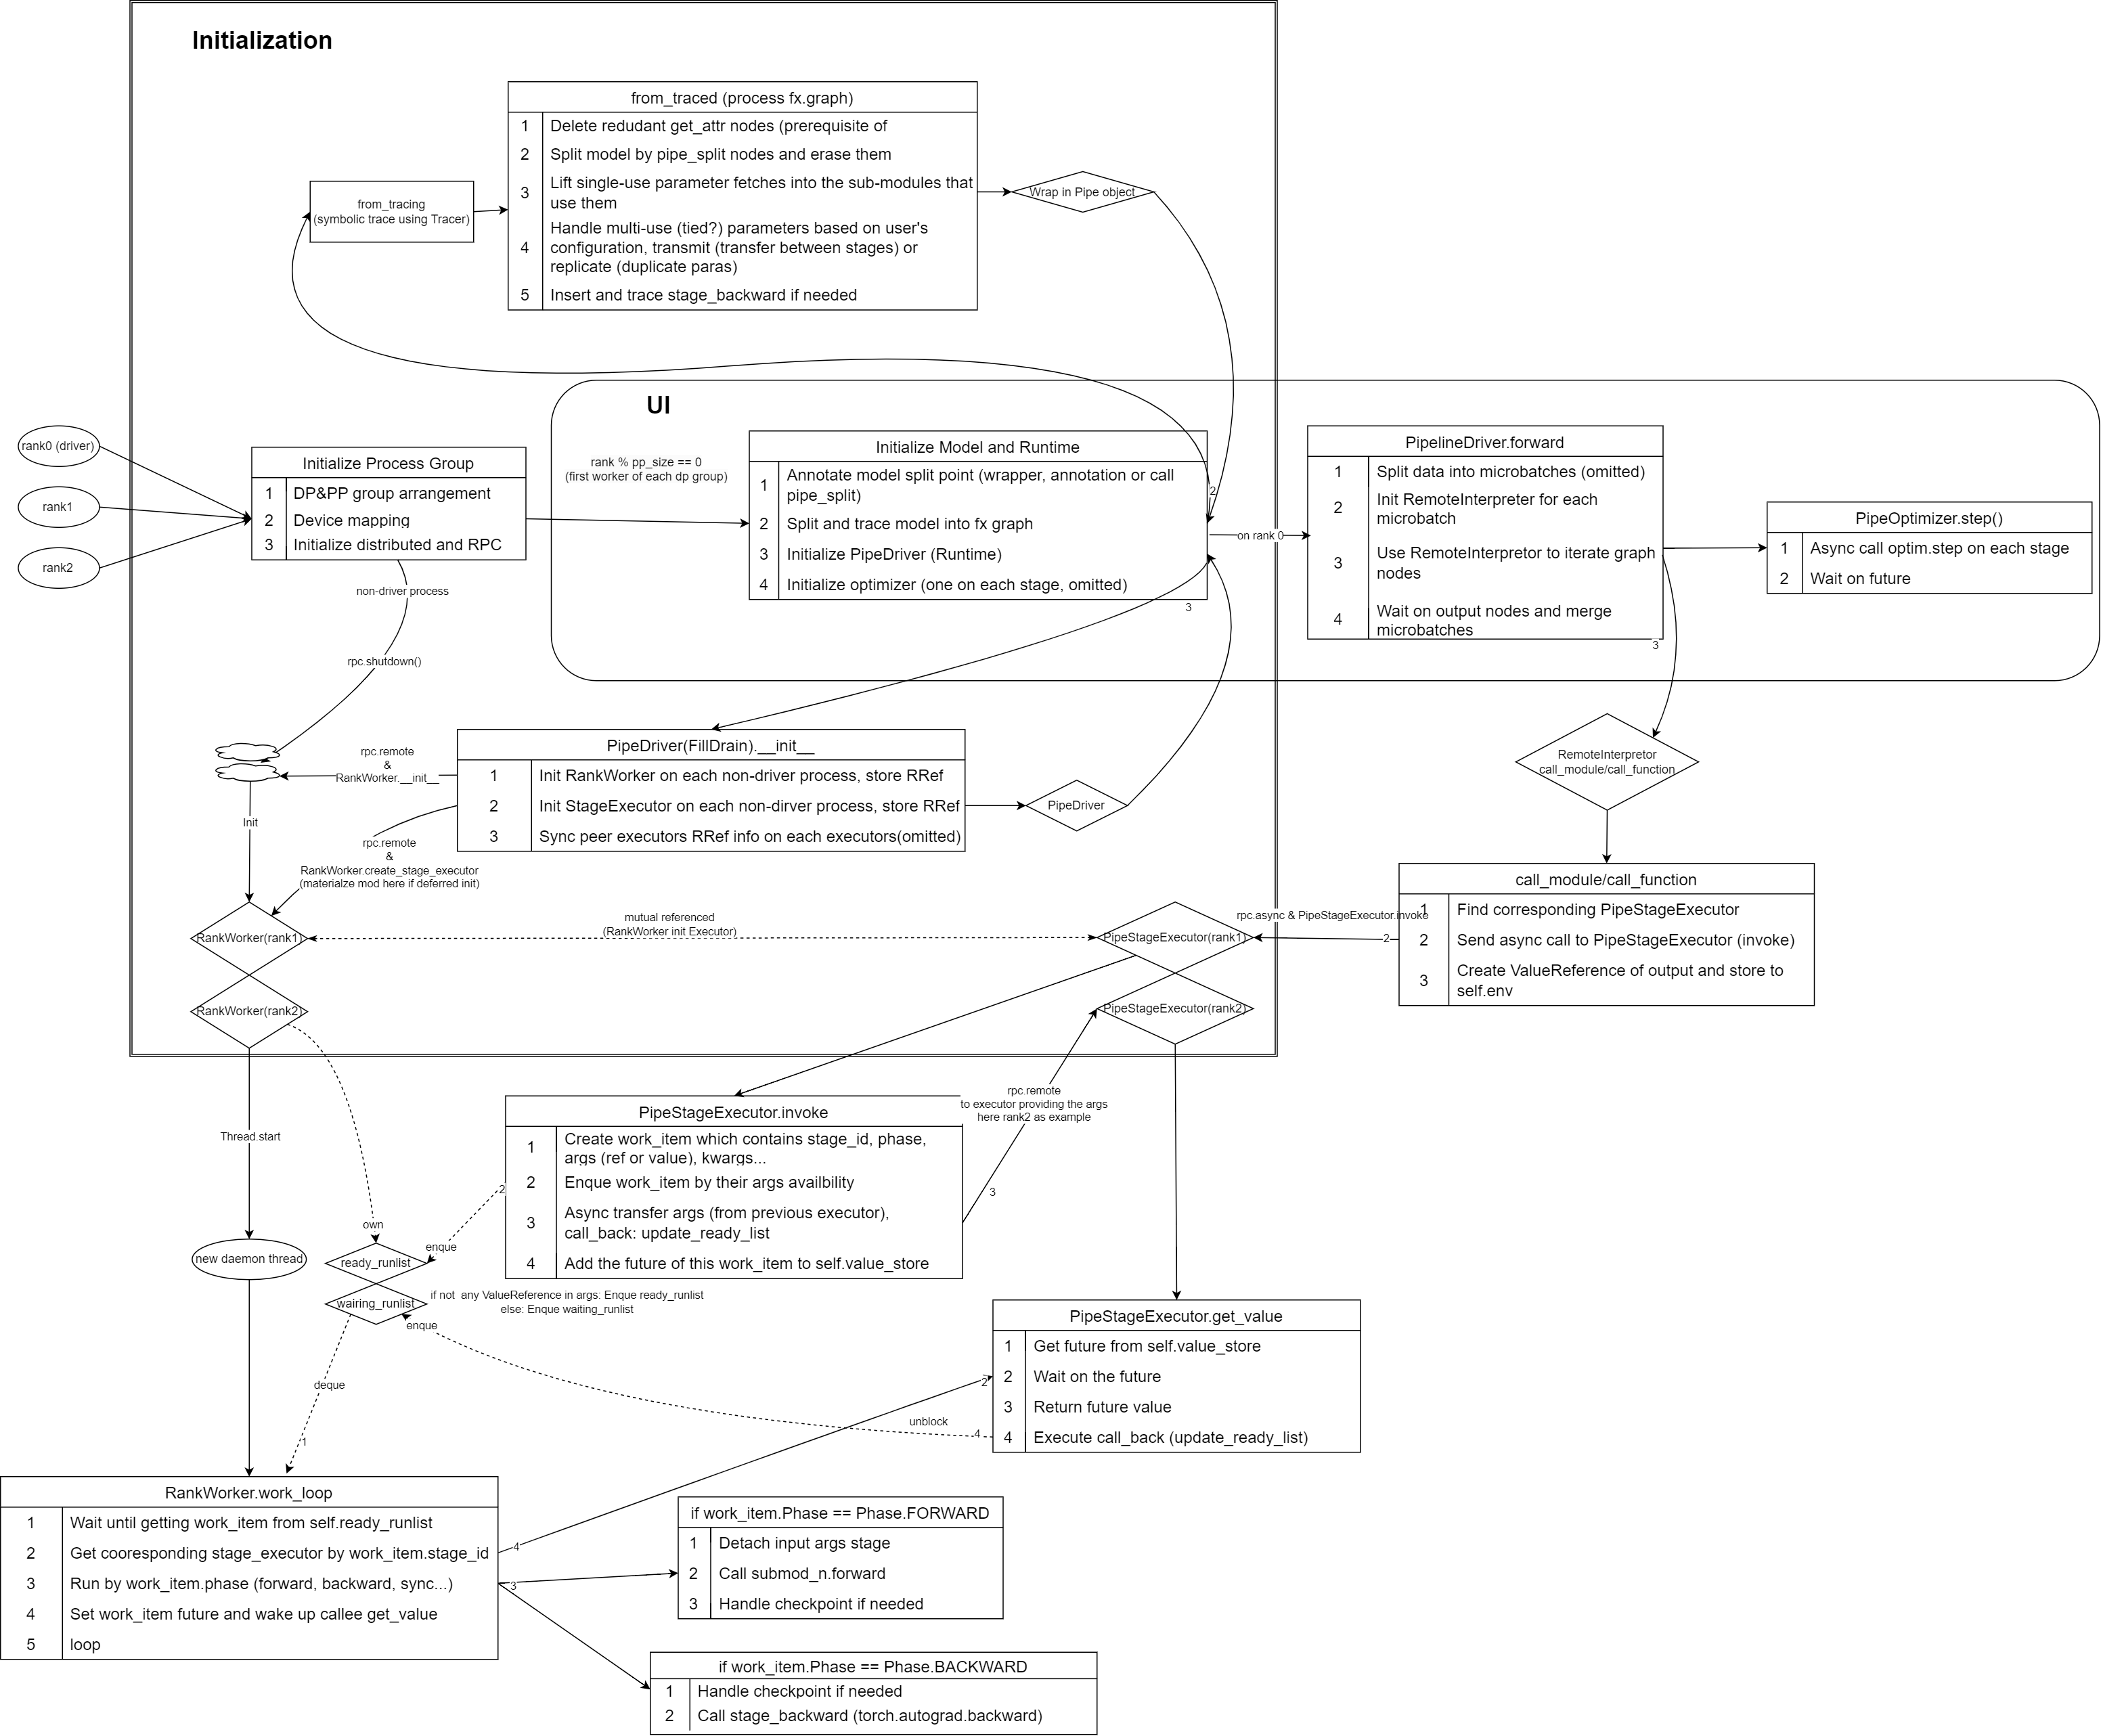 Initialization
from_traced (process fx.graph)
1 Delete redudant get_attr nodes (prerequisite of
2 Split model by pipe_split nodes and erase them
3 Lift single-use parameter fetches into the sub-modules that
use them
4 Handle multi-use (tied?) parameters based on user's
configuration, transmit (transfer between stages) or
replicate (duplicate paras)
5 Insert and trace stage_backward if needed
from_tracing
(symbolic trace using Tracer)
Wrap in Pipe object
UI
rank0 (driver)
rank1
rank2
Initialize Process Group
1 DP&PP group arrangement
2 Device mapping
3 Initialize distributed and RPC
rank % pp_size == 0
(first worker of each dp group)
Initialize Model and Runtime
1 Annotate model split point (wrapper, annotation or call
pipe_split)
2 Split and trace model into fx graph
3 Initialize PipeDriver (Runtime)
4 Initialize optimizer (one on each stage, omitted)
2
3
on rank 0
PipelineDriver.forward
1 Split data into microbatches (omitted)
2 Init RemoteInterpreter for each
microbatch
3 Use RemoteInterpretor to iterate graph
nodes
4 Wait on output nodes and merge
microbatches
3
PipeOptimizer.step()
1 Async call optim.step on each stage
2 Wait on future
non-driver process
rpc.shutdown()
rpc.remote
&
RankWorker.__init__
PipeDriver(FillDrain).__init__
1 Init RankWorker on each non-driver process, store RRef
2 Init StageExecutor on each non-dirver process, store RRef
3 Sync peer executors RRef info on each executors(omitted)
PipeDriver
RemoteInterpretor
call_module/call_function
Init
rpc.remote
&
RankWorker.create_stage_executor
(materialze mod here if deferred init)
call_module/call_function
1 Find corresponding PipeStageExecutor
2 Send async call to PipeStageExecutor (invoke)
3 Create ValueReference of output and store to
self.env
rpc.async & PipeStageExecutor.invoke
2
RankWorker(rank1)
mutual referenced
(RankWorker init Executor)
PipeStageExecutor(rank1)
RankWorker(rank2)
PipeStageExecutor(rank2)
Thread.start
PipeStageExecutor.invoke
1 Create work_item which contains stage_id, phase,
args (ref or value), kwargs...
2 Enque work_item by their args availbility
3 Async transfer args (from previous executor),
call_back: update_ready_list
4 Add the future of this work_item to self.value_store
rpc.remote
to executor providing the args
here rank2 as example
3
2
enque
own
new daemon thread
ready_runlist
wairing_runlist
if not  any ValueReference in args: Enque ready_runlist
else: Enque waiting_runlist
enque
deque
1
PipeStageExecutor.get_value
1 Get future from self.value_store
2 Wait on the future
3 Return future value
4 Execute call_back (update_ready_list)
2
unblock
4
RankWorker.work_loop
1 Wait until getting work_item from self.ready_runlist
2 Get cooresponding stage_executor by work_item.stage_id
3 Run by work_item.phase (forward, backward, sync...)
4 Set work_item future and wake up callee get_value
5 loop
4
3
if work_item.Phase == Phase.FORWARD
1 Detach input args stage
2 Call submod_n.forward
3 Handle checkpoint if needed
if work_item.Phase == Phase.BACKWARD
1 Handle checkpoint if needed
2 Call stage_backward (torch.autograd.backward)